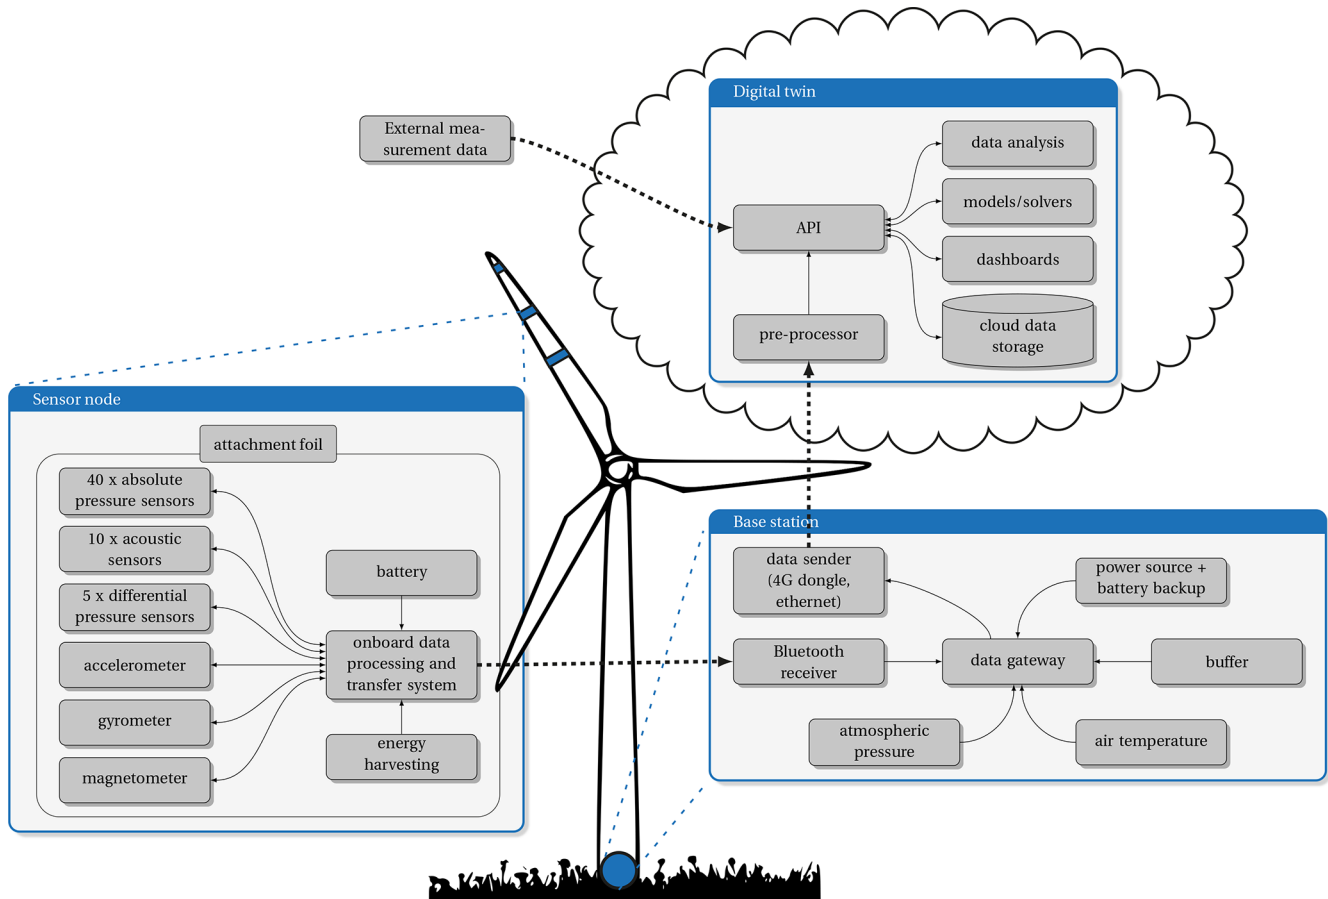 Digital twin
External mea-
surement data
data analysis
models/solvers
API
dashboards
pre-processor
cloud data
storage
Sensor node
attachment foil
40 x absolute
pressure sensors
10 x acoustic
sensors
5 x differential
pressure sensors
accelerometer
gyrometer
magnetometer
battery
onboard data
processing and
transfer system
energy
harvesting
Base station
data sender
(4G dongle,
ethernet)
power source +
battery backup
Bluetooth
receiver
data gateway
buffer
atmospheric
pressure
air temperature